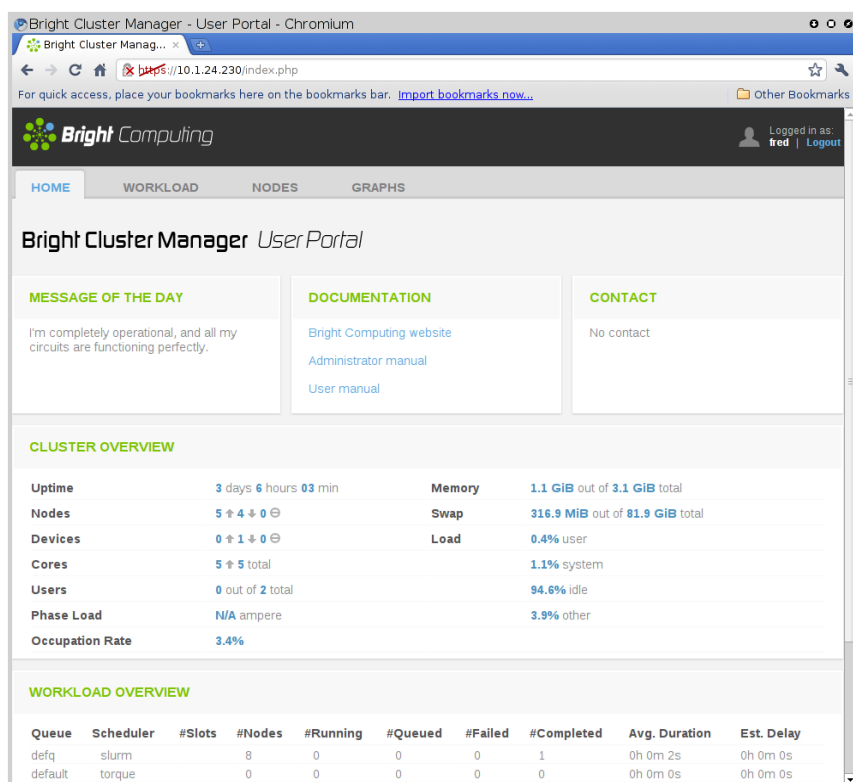 Bright Cluster Manager - User Portal - Chromium
Bright Cluster Manag...
https://10.1.24.230/index.php
For quick access, place your bookmarks here on the bookmarks bar. Import bookmarks now... Other Bookmarks
Bright Computing
Logged in as:
fred | Logout
HOME WORKLOAD NODES GRAPHS
Bright Cluster Manager User Portal
MESSAGE OF THE DAY DOCUMENTATION CONTACT
I'm completely operational, and all my Bright Computing website No contact
circuits are functioning perfectly.
Administrator manual
User manual
CLUSTER OVERVIEW
Uptime 3 days 6 hours 03 min Memory 1.1 GiB out of 3.1 GiB total
Nodes 5 ↑ 4 ↓ 0 ⊖ Swap 316.9 MiB out of 81.9 GiB total
Devices 0 ↑ 1 ↓ 0 ⊖ Load 0.4% user
Cores 5 ↑ 5 total 1.1% system
Users 0 out of 2 total 94.6% idle
Phase Load N/A ampere 3.9% other
Occupation Rate 3.4%
WORKLOAD OVERVIEW
Queue Scheduler #Slots #Nodes #Running #Queued #Failed #Completed Avg. Duration Est. Delay
defq slurm 8 0 0 0 1 0h 0m 2s 0h 0m 0s
default torque 0 0 0 0 0 0h 0m 0s 0h 0m 0s